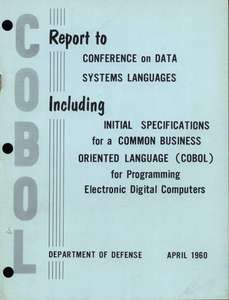 COBOL
Report to
CONFERENCE on DATA
SYSTEMS LANGUAGES
Including
INITIAL SPECIFICATIONS
for a COMMON BUSINESS
ORIENTED LANGUAGE (COBOL)
for Programming
Electronic Digital Computers
DEPARTMENT OF DEFENSE APRIL 1960